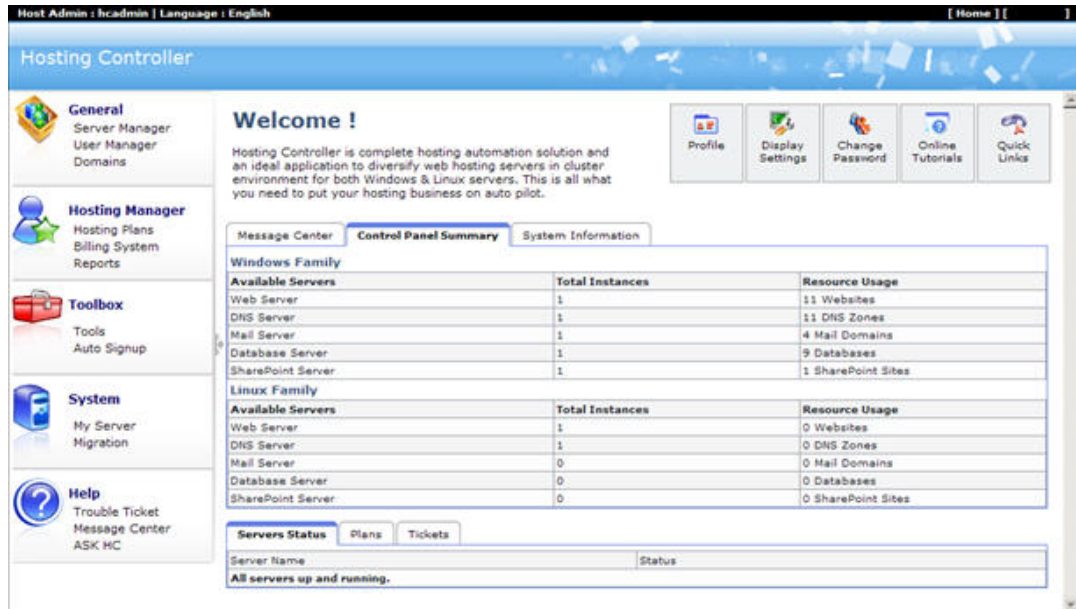 Host Admin : hcadmin | Language : English
[ Home ] [ ]
Hosting Controller
General
Server Manager
User Manager
Domains
Hosting Manager
Hosting Plans
Billing System
Reports
Toolbox
Tools
Auto Signup
System
My Server
Migration
Help
Trouble Ticket
Message Center
ASK HC
Welcome !
Hosting Controller is complete hosting automation solution and
an ideal application to diversify web hosting servers in cluster
environment for both Windows & Linux servers. This is all what
you need to put your hosting business on auto pilot.
Profile
Display
Settings
Change
Password
Online
Tutorials
Quick
Links
Message Center Control Panel Summary System Information
Windows Family
Available Servers Total Instances Resource Usage
Web Server 1 11 Websites
DNS Server 1 11 DNS Zones
Mail Server 1 4 Mail Domains
Database Server 1 9 Databases
SharePoint Server 1 1 SharePoint Sites
Linux Family
Available Servers Total Instances Resource Usage
Web Server 1 0 Websites
DNS Server 1 0 DNS Zones
Mail Server 0 0 Mail Domains
Database Server 0 0 Databases
SharePoint Server 0 0 SharePoint Sites
Servers Status Plans Tickets
Server Name Status
All servers up and running.